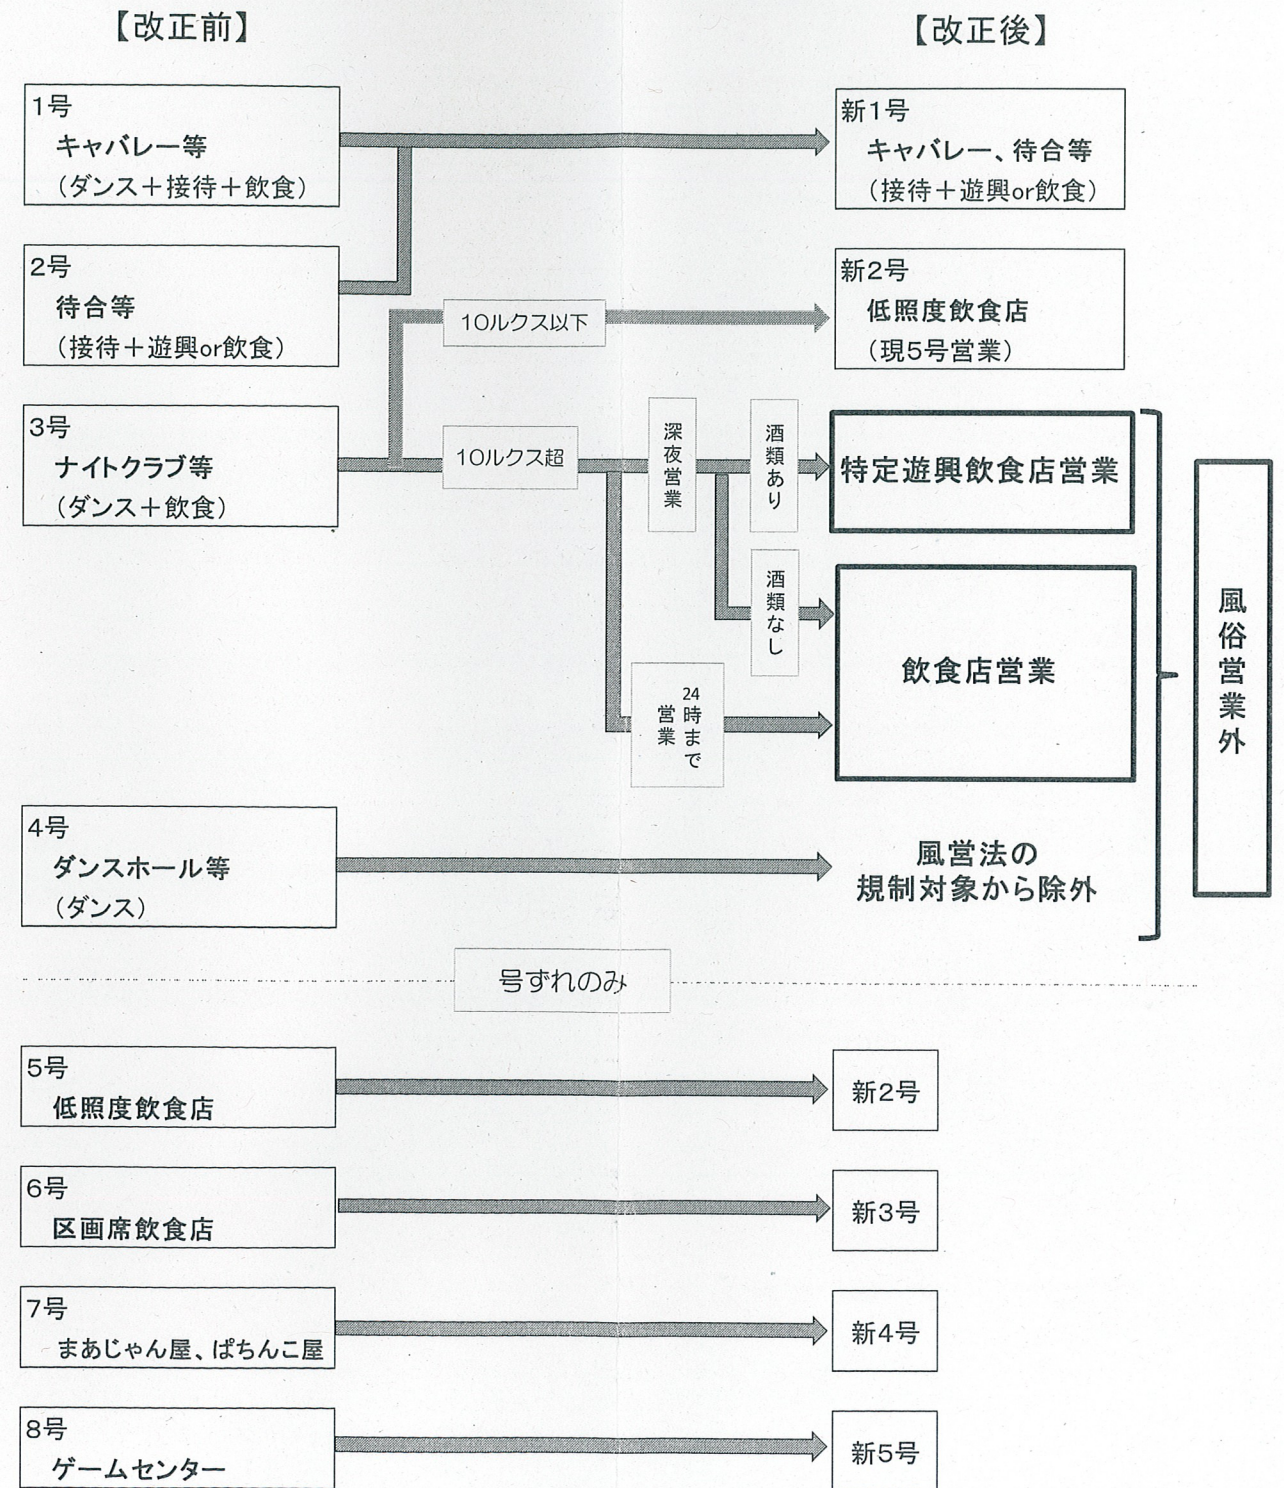 【改正前】
【改正後】
1号
キャバレー等
（ダンス＋接待＋飲食）
新1号
キャバレー、待合等
（接待＋遊興or飲食）
2号
待合等
（接待＋遊興or飲食）
10ルクス以下
新2号
低照度飲食店
（現5号営業）
3号
ナイトクラブ等
（ダンス＋飲食）
10ルクス超
深夜営業
酒類あり
特定遊興飲食店営業
酒類なし
24時まで
営業
飲食店営業
風俗営業外
4号
ダンスホール等
（ダンス）
風営法の
規制対象から除外
号ずれのみ
5号
低照度飲食店
新2号
6号
区画席飲食店
新3号
7号
まあじゃん屋、ぱちんこ屋
新4号
8号
ゲームセンター
新5号